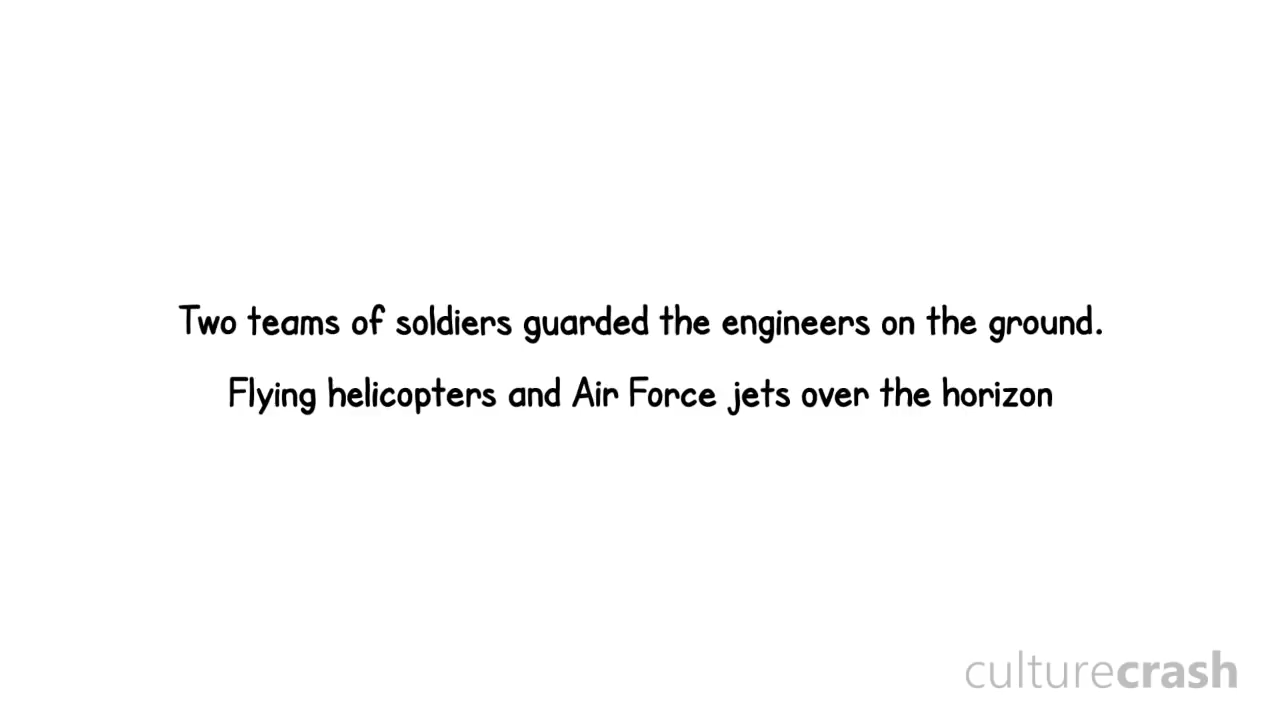 Two teams of soldiers guarded the engineers on the ground.
Flying helicopters and Air Force jets over the horizon
culturecrash